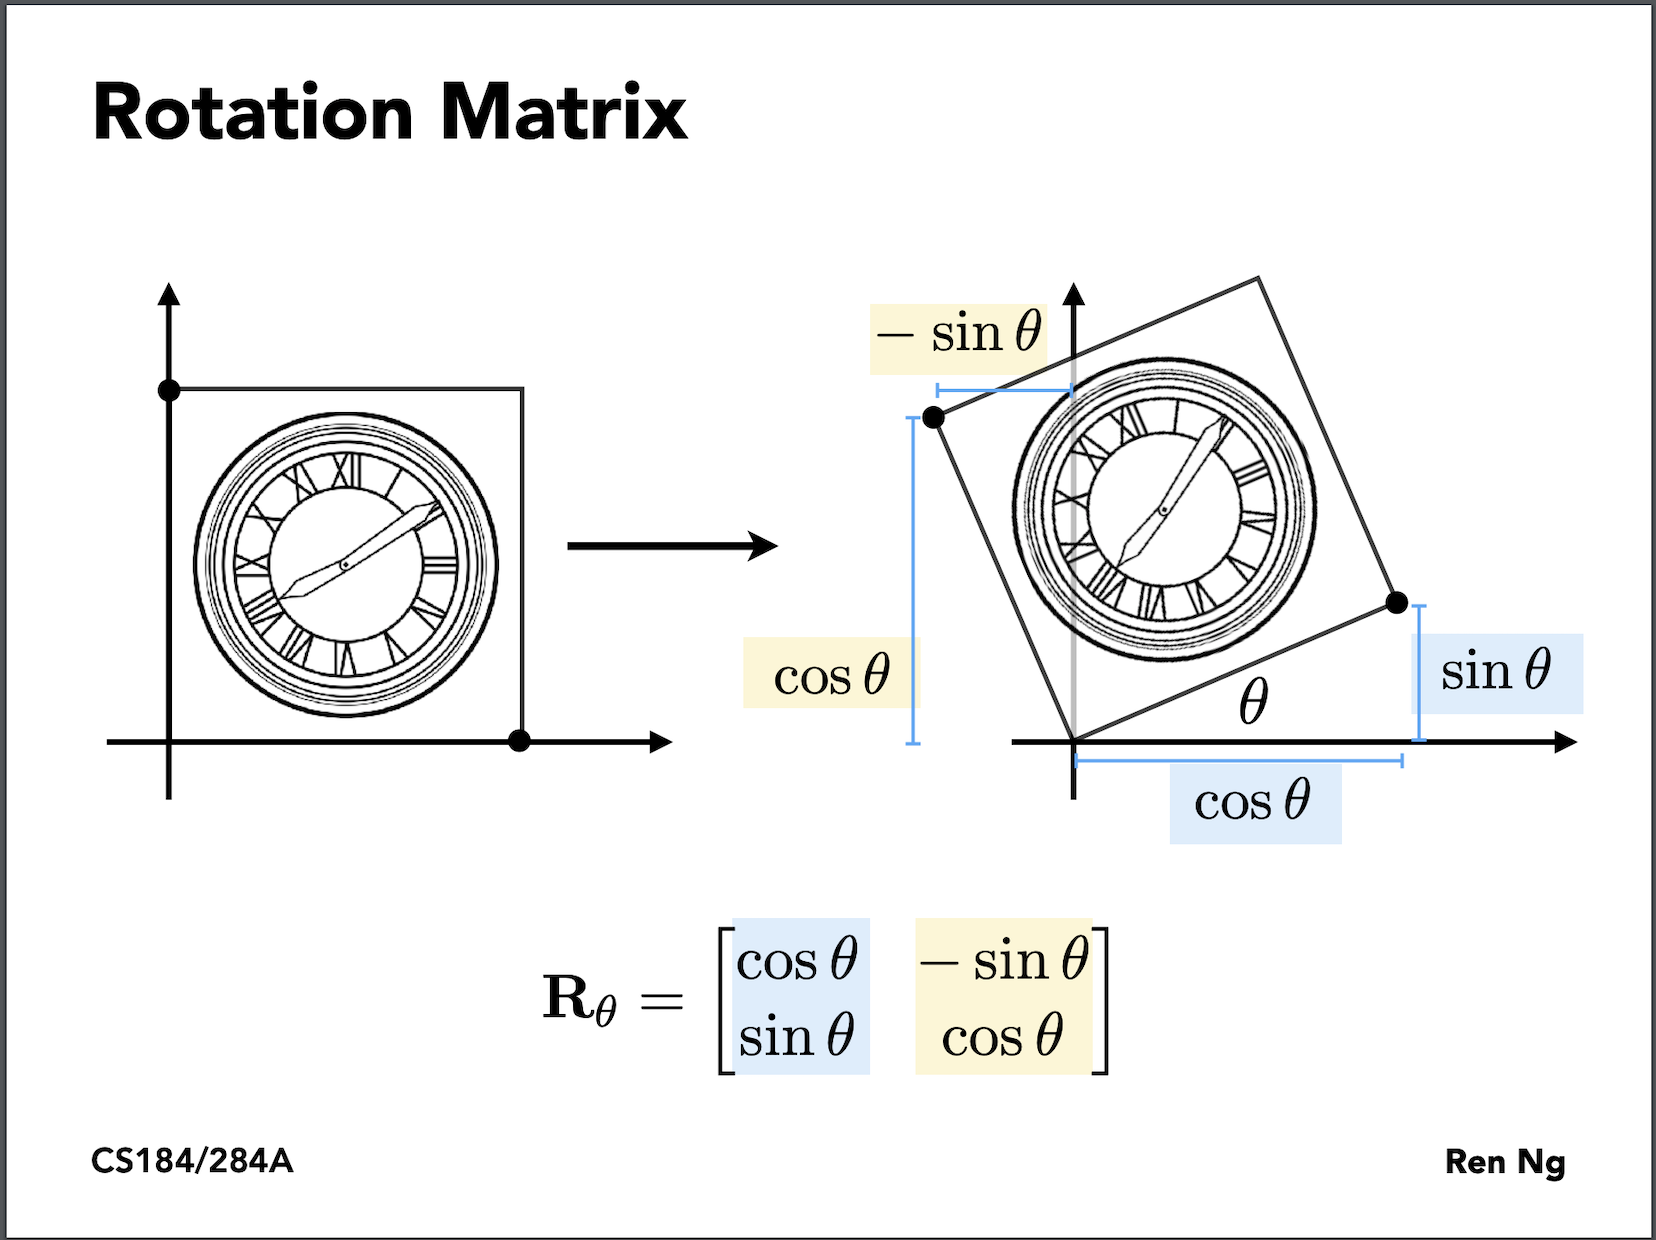 Rotation Matrix
− sin θ
cos θ
sin θ
θ
cos θ
R_θ = [ cos θ  − sin θ
sin θ  cos θ ]
CS184/284A
Ren Ng